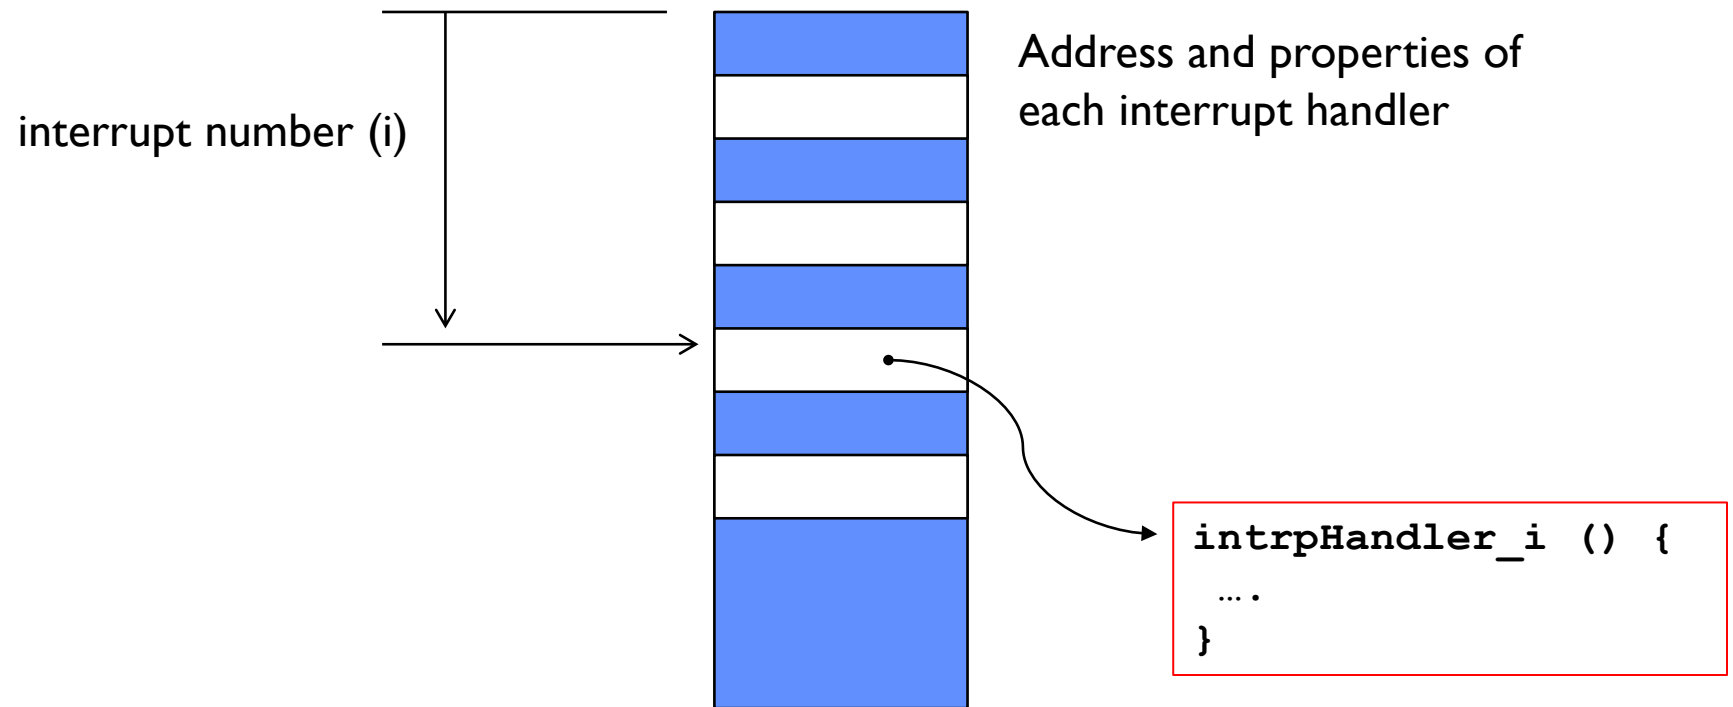 Address and properties of
each interrupt handler
interrupt number (i)
intrpHandler_i () {
….
}